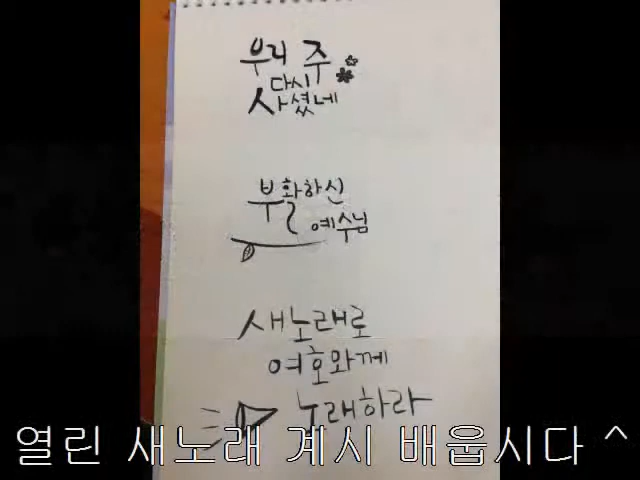 우리 주
다시
사셨네
부활하신
예수님
새노래로
여호와께
노래하라
열린 새노래 계시 배웁시다 ^